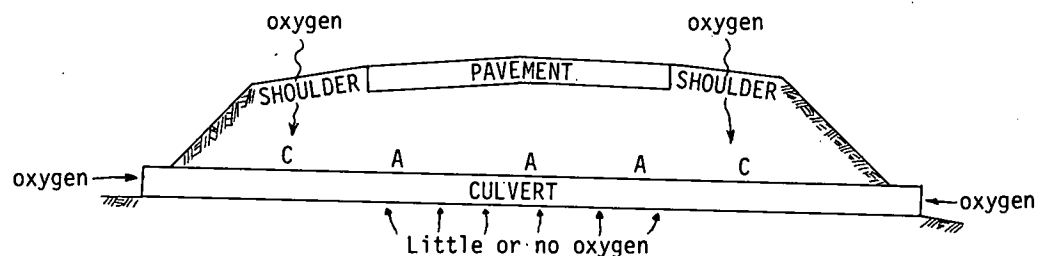 oxygen oxygen
PAVEMENT
SHOULDER SHOULDER
C A A A C
oxygen CULVERT oxygen
Little or no oxygen